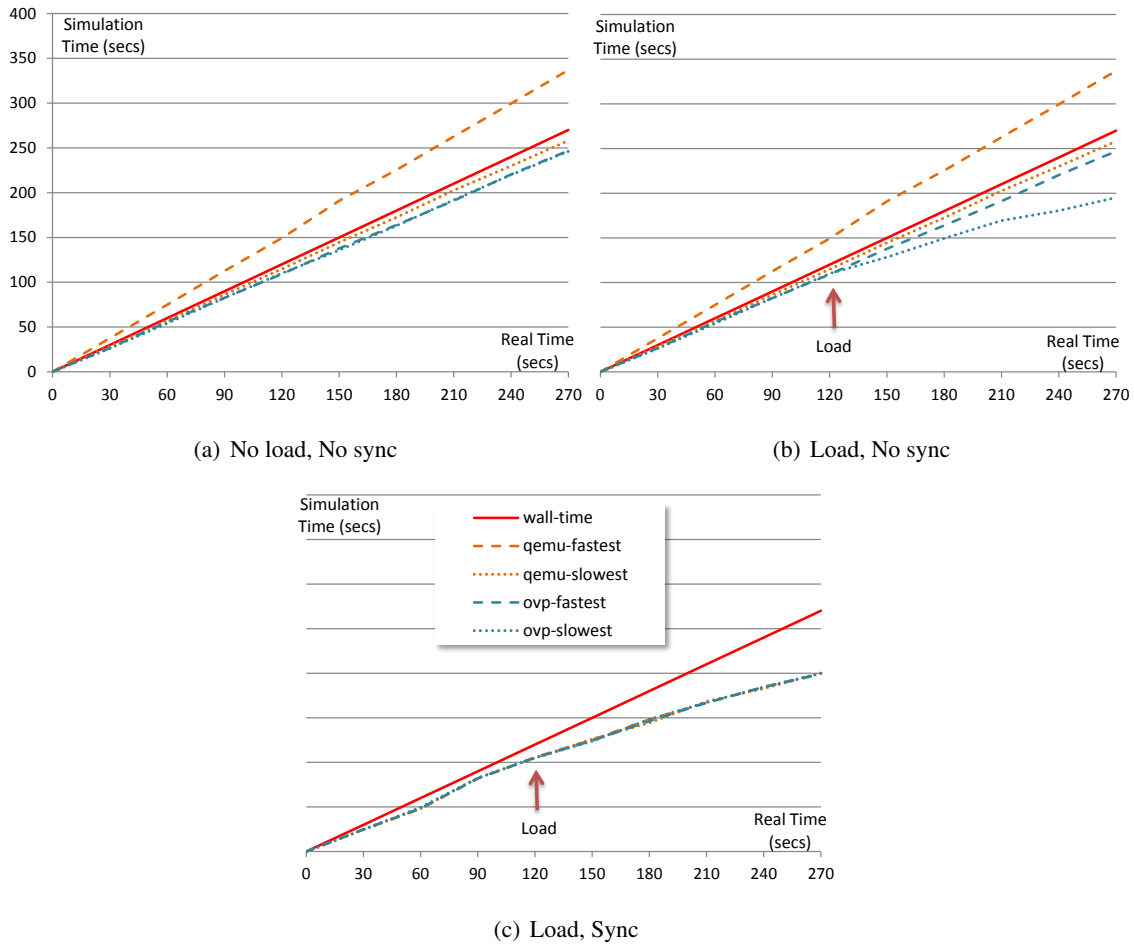 400
350
300
250
200
150
100
50
0
Simulation
Time (secs)
Real Time
(secs)
0 30 60 90 120 150 180 210 240 270
(a) No load, No sync
Simulation
Time (secs)
Load
Real Time
(secs)
0 30 60 90 120 150 180 210 240 270
(b) Load, No sync
Simulation
Time (secs)
wall-time
qemu-fastest
qemu-slowest
ovp-fastest
ovp-slowest
Load
Real Time
(secs)
0 30 60 90 120 150 180 210 240 270
(c) Load, Sync